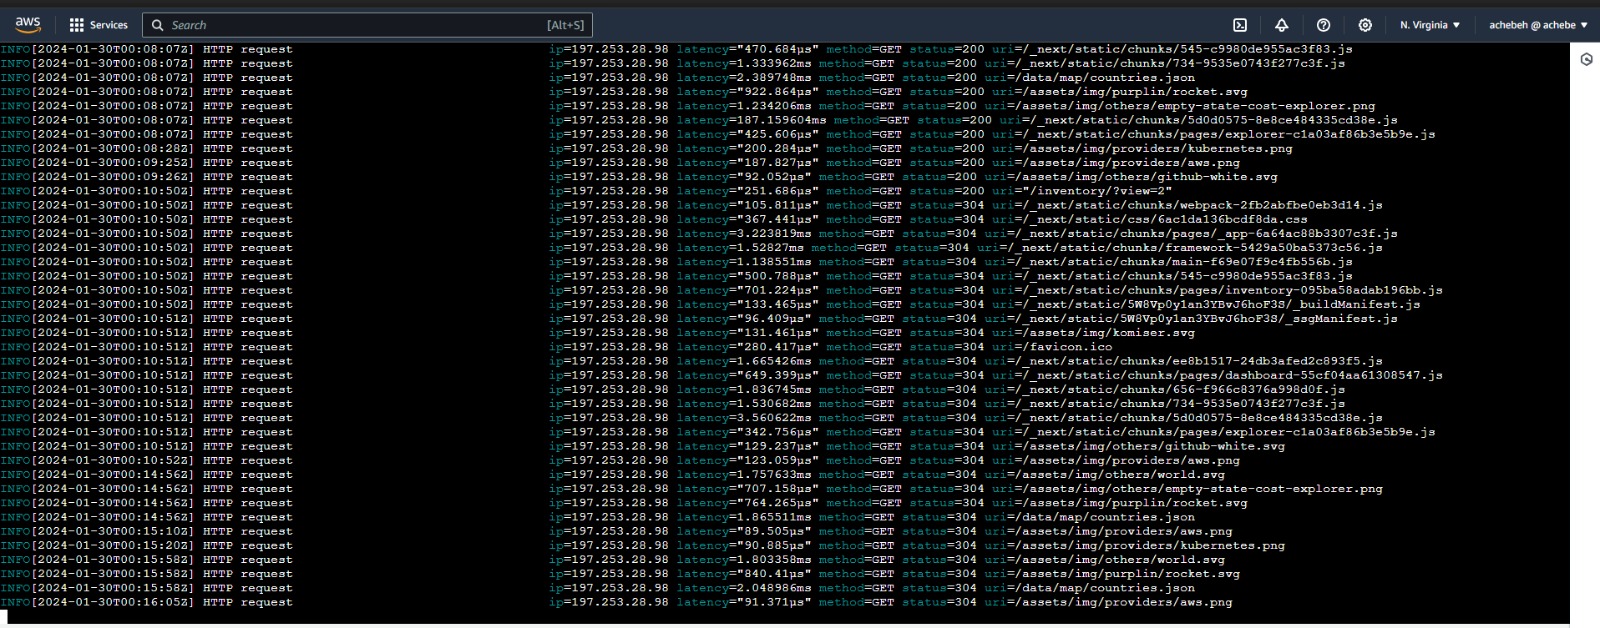 aws Services Search [Alt+S] N. Virginia achebeh @ achebe
INFO[2024-01-30T00:08:07Z] HTTP request ip=197.253.28.98 latency="470.684µs" method=GET status=200 uri=/_next/static/chunks/545-c9980de955ac3f83.js
INFO[2024-01-30T00:08:07Z] HTTP request ip=197.253.28.98 latency=1.333962ms method=GET status=200 uri=/_next/static/chunks/734-9535e0743f277c3f.js
INFO[2024-01-30T00:08:07Z] HTTP request ip=197.253.28.98 latency=2.389748ms method=GET status=200 uri=/data/map/countries.json
INFO[2024-01-30T00:08:07Z] HTTP request ip=197.253.28.98 latency="922.864µs" method=GET status=200 uri=/assets/img/purplin/rocket.svg
INFO[2024-01-30T00:08:07Z] HTTP request ip=197.253.28.98 latency=1.234206ms method=GET status=200 uri=/assets/img/others/empty-state-cost-explorer.png
INFO[2024-01-30T00:08:07Z] HTTP request ip=197.253.28.98 latency=187.159604ms method=GET status=200 uri=/_next/static/chunks/5d0d0575-8e8ce484335cd38e.js
INFO[2024-01-30T00:08:07Z] HTTP request ip=197.253.28.98 latency="425.606µs" method=GET status=200 uri=/_next/static/chunks/pages/explorer-c1a03af86b3e5b9e.js
INFO[2024-01-30T00:08:28Z] HTTP request ip=197.253.28.98 latency="200.284µs" method=GET status=200 uri=/assets/img/providers/kubernetes.png
INFO[2024-01-30T00:09:25Z] HTTP request ip=197.253.28.98 latency="187.827µs" method=GET status=200 uri=/assets/img/providers/aws.png
INFO[2024-01-30T00:09:26Z] HTTP request ip=197.253.28.98 latency="92.052µs" method=GET status=200 uri=/assets/img/others/github-white.svg
INFO[2024-01-30T00:10:50Z] HTTP request ip=197.253.28.98 latency="251.686µs" method=GET status=200 uri="/inventory/?view=2"
INFO[2024-01-30T00:10:50Z] HTTP request ip=197.253.28.98 latency="105.811µs" method=GET status=304 uri=/_next/static/chunks/webpack-2fb2abfbe0eb3d14.js
INFO[2024-01-30T00:10:50Z] HTTP request ip=197.253.28.98 latency="367.441µs" method=GET status=304 uri=/_next/static/css/6ac1da136bcdf8da.css
INFO[2024-01-30T00:10:50Z] HTTP request ip=197.253.28.98 latency=3.223819ms method=GET status=304 uri=/_next/static/chunks/pages/_app-6a64ac88b3307c3f.js
INFO[2024-01-30T00:10:50Z] HTTP request ip=197.253.28.98 latency=1.52827ms method=GET status=304 uri=/_next/static/chunks/framework-5429a50ba5373c56.js
INFO[2024-01-30T00:10:50Z] HTTP request ip=197.253.28.98 latency=1.138551ms method=GET status=304 uri=/_next/static/chunks/main-f69e07f9c4fb556b.js
INFO[2024-01-30T00:10:50Z] HTTP request ip=197.253.28.98 latency="500.788µs" method=GET status=304 uri=/_next/static/chunks/545-c9980de955ac3f83.js
INFO[2024-01-30T00:10:50Z] HTTP request ip=197.253.28.98 latency="701.224µs" method=GET status=304 uri=/_next/static/chunks/pages/inventory-095ba58adab196bb.js
INFO[2024-01-30T00:10:50Z] HTTP request ip=197.253.28.98 latency="133.465µs" method=GET status=304 uri=/_next/static/5W8Vp0y1an3YBvJ6hoF3S/_buildManifest.js
INFO[2024-01-30T00:10:51Z] HTTP request ip=197.253.28.98 latency="96.409µs" method=GET status=304 uri=/_next/static/5W8Vp0y1an3YBvJ6hoF3S/_ssgManifest.js
INFO[2024-01-30T00:10:51Z] HTTP request ip=197.253.28.98 latency="131.461µs" method=GET status=304 uri=/assets/img/komiser.svg
INFO[2024-01-30T00:10:51Z] HTTP request ip=197.253.28.98 latency="280.417µs" method=GET status=304 uri=/favicon.ico
INFO[2024-01-30T00:10:51Z] HTTP request ip=197.253.28.98 latency=1.665426ms method=GET status=304 uri=/_next/static/chunks/ee8b1517-24db3afed2c893f5.js
INFO[2024-01-30T00:10:51Z] HTTP request ip=197.253.28.98 latency="649.399µs" method=GET status=304 uri=/_next/static/chunks/pages/dashboard-55cf04aa61308547.js
INFO[2024-01-30T00:10:51Z] HTTP request ip=197.253.28.98 latency=1.836745ms method=GET status=304 uri=/_next/static/chunks/656-f966c8376a998d0f.js
INFO[2024-01-30T00:10:51Z] HTTP request ip=197.253.28.98 latency=1.530682ms method=GET status=304 uri=/_next/static/chunks/734-9535e0743f277c3f.js
INFO[2024-01-30T00:10:51Z] HTTP request ip=197.253.28.98 latency=3.560622ms method=GET status=304 uri=/_next/static/chunks/5d0d0575-8e8ce484335cd38e.js
INFO[2024-01-30T00:10:51Z] HTTP request ip=197.253.28.98 latency="342.756µs" method=GET status=304 uri=/_next/static/chunks/pages/explorer-c1a03af86b3e5b9e.js
INFO[2024-01-30T00:10:51Z] HTTP request ip=197.253.28.98 latency="129.237µs" method=GET status=304 uri=/assets/img/others/github-white.svg
INFO[2024-01-30T00:10:52Z] HTTP request ip=197.253.28.98 latency="123.059µs" method=GET status=304 uri=/assets/img/providers/aws.png
INFO[2024-01-30T00:14:56Z] HTTP request ip=197.253.28.98 latency=1.757633ms method=GET status=304 uri=/assets/img/others/world.svg
INFO[2024-01-30T00:14:56Z] HTTP request ip=197.253.28.98 latency="707.158µs" method=GET status=304 uri=/assets/img/others/empty-state-cost-explorer.png
INFO[2024-01-30T00:14:56Z] HTTP request ip=197.253.28.98 latency="764.265µs" method=GET status=304 uri=/assets/img/purplin/rocket.svg
INFO[2024-01-30T00:14:56Z] HTTP request ip=197.253.28.98 latency=1.865511ms method=GET status=304 uri=/data/map/countries.json
INFO[2024-01-30T00:15:10Z] HTTP request ip=197.253.28.98 latency="89.505µs" method=GET status=304 uri=/assets/img/providers/aws.png
INFO[2024-01-30T00:15:20Z] HTTP request ip=197.253.28.98 latency="90.885µs" method=GET status=304 uri=/assets/img/providers/kubernetes.png
INFO[2024-01-30T00:15:58Z] HTTP request ip=197.253.28.98 latency=1.803358ms method=GET status=304 uri=/assets/img/others/world.svg
INFO[2024-01-30T00:15:58Z] HTTP request ip=197.253.28.98 latency="840.41µs" method=GET status=304 uri=/assets/img/purplin/rocket.svg
INFO[2024-01-30T00:15:58Z] HTTP request ip=197.253.28.98 latency=2.048986ms method=GET status=304 uri=/data/map/countries.json
INFO[2024-01-30T00:16:05Z] HTTP request ip=197.253.28.98 latency="91.371µs" method=GET status=304 uri=/assets/img/providers/aws.png